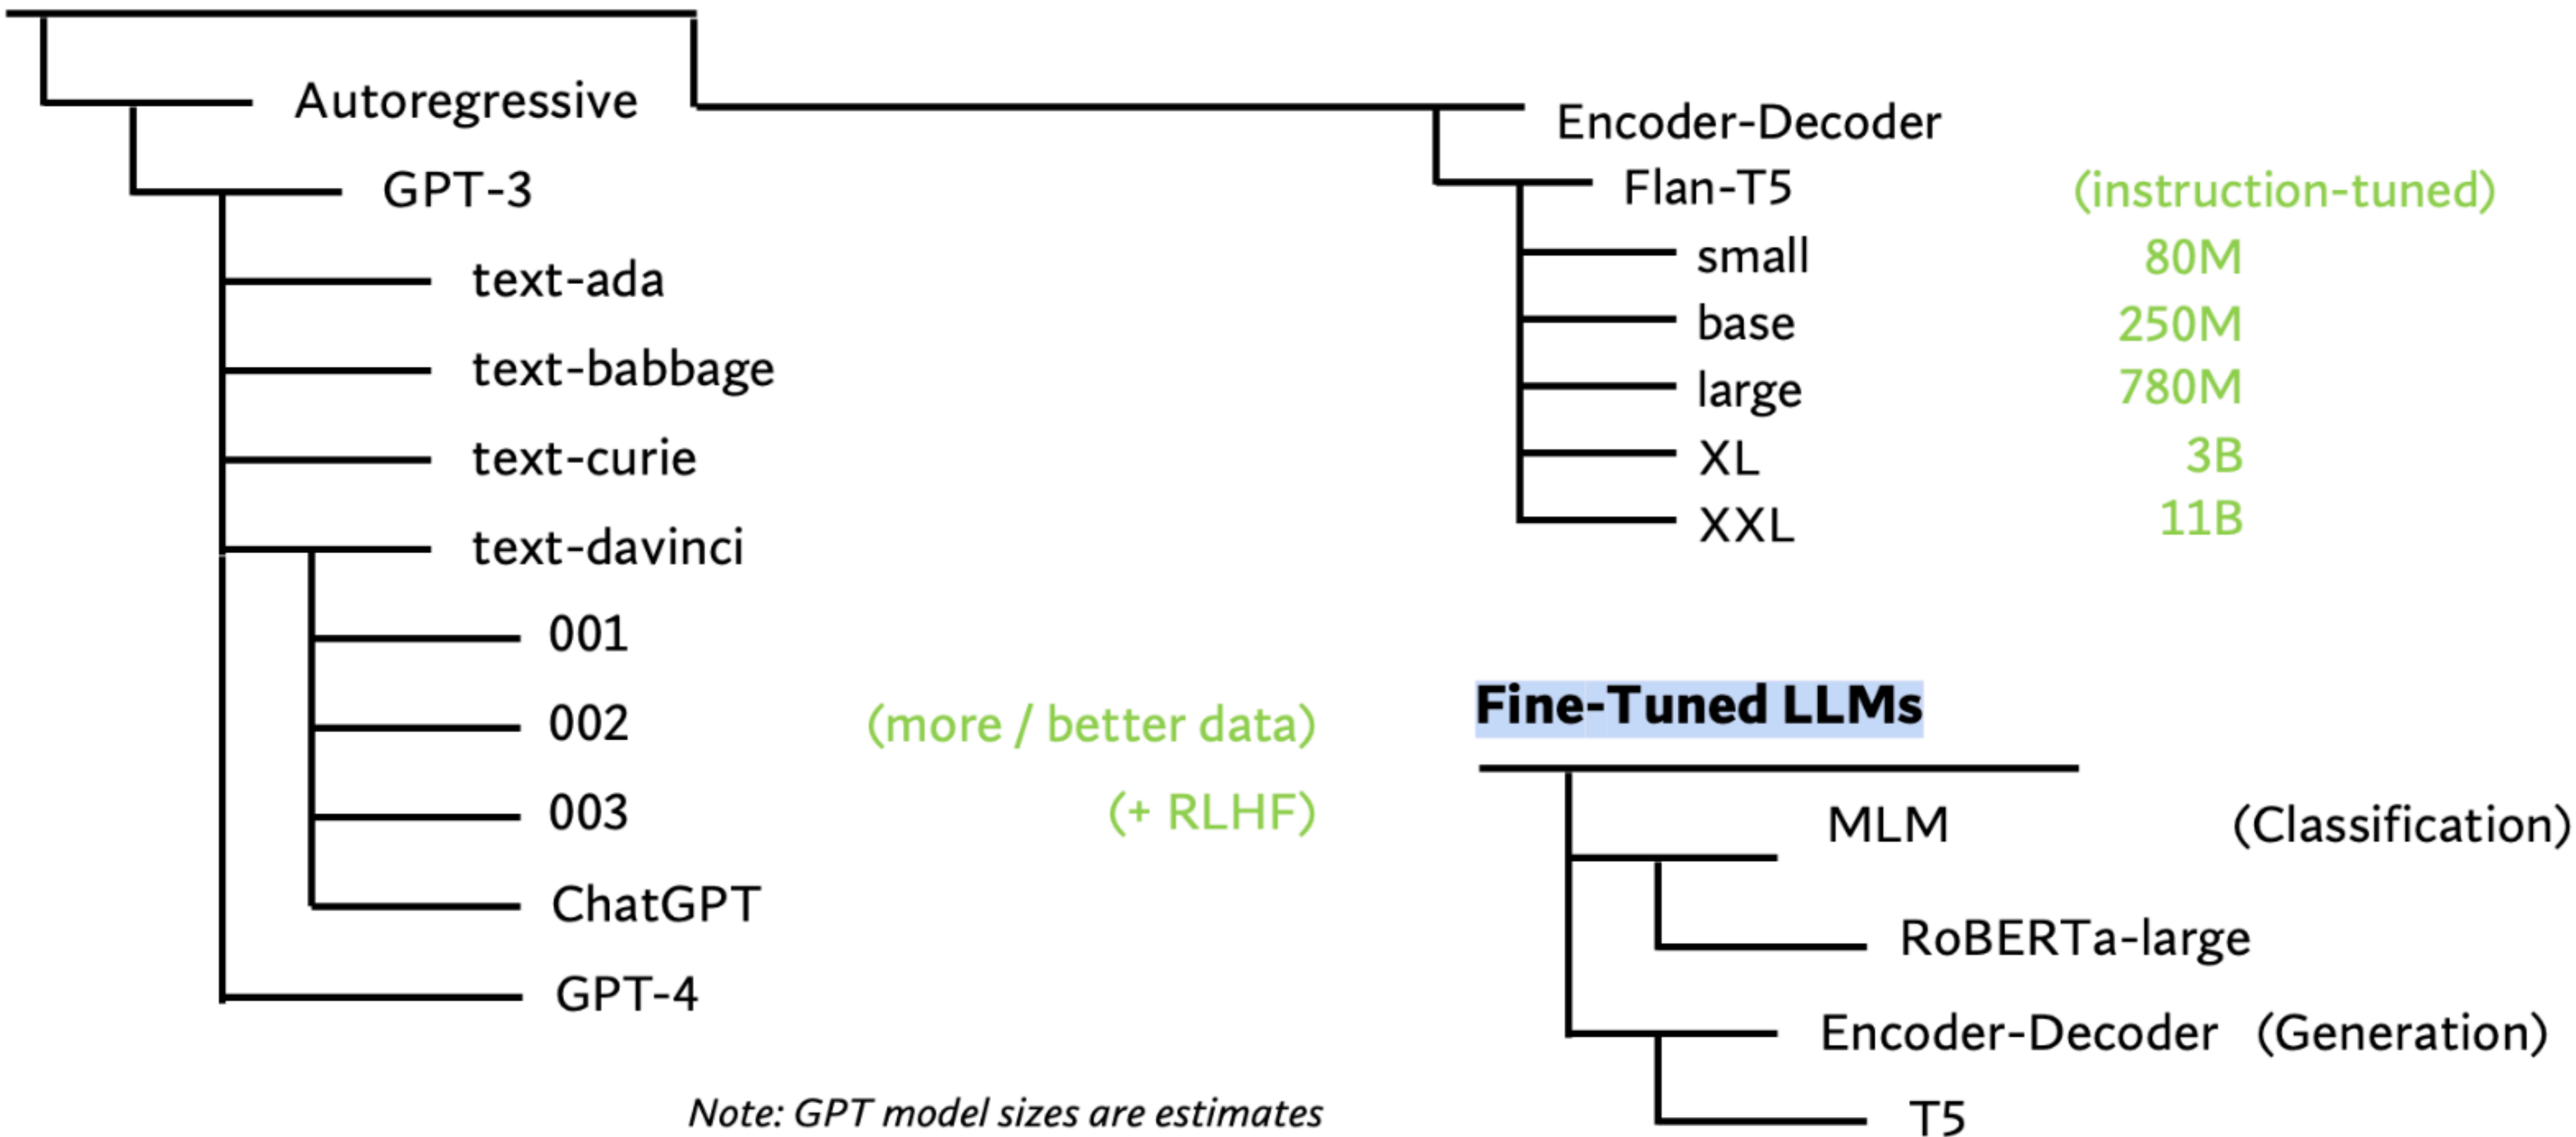 Autoregressive
GPT-3
text-ada
text-babbage
text-curie
text-davinci
001
002 (more / better data)
003 (+ RLHF)
ChatGPT
GPT-4
Note: GPT model sizes are estimates
Encoder-Decoder
Flan-T5 (instruction-tuned)
small 80M
base 250M
large 780M
XL 3B
XXL 11B
Fine-Tuned LLMs
MLM (Classification)
RoBERTa-large
Encoder-Decoder (Generation)
T5